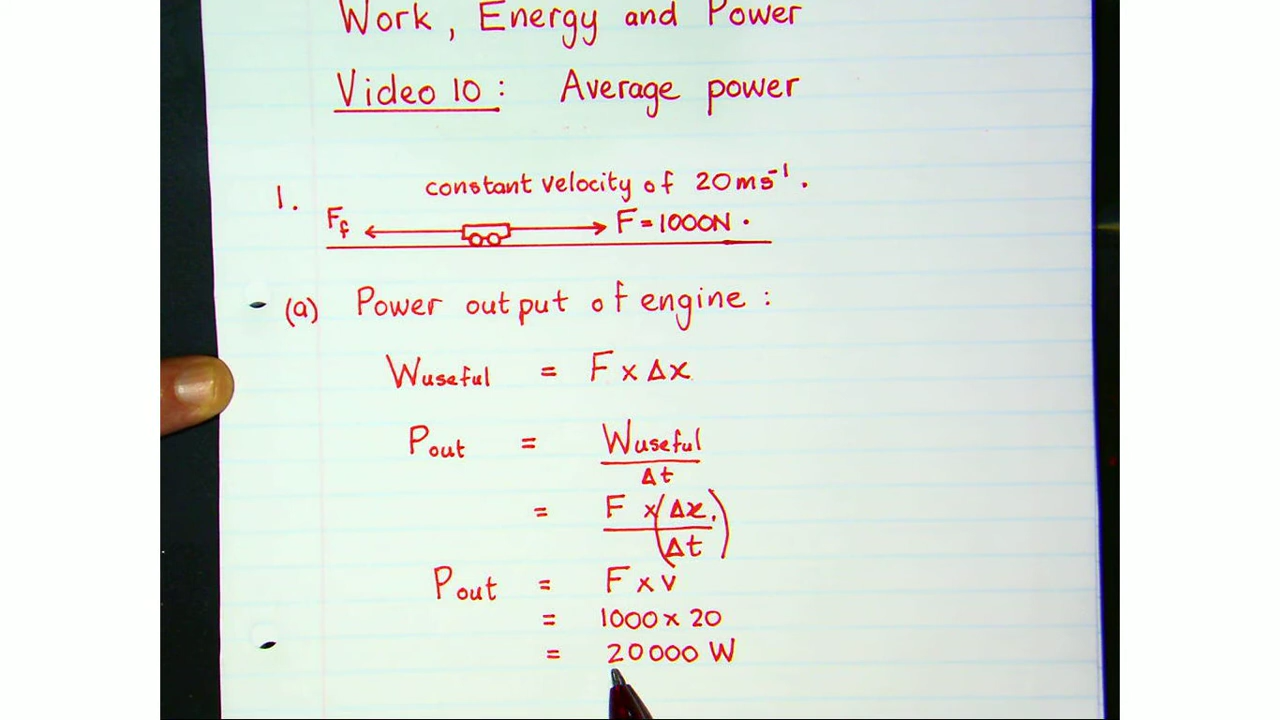 Work, Energy and Power
Video 10: Average power
1. constant velocity of 20ms⁻¹.
Ff F=1000N.
(a) Power output of engine:
Wuseful = F x Δx
Pout = Wuseful
Δt
= F x (Δx.
Δt)
Pout = F x v
= 1000 x 20
= 20000 W